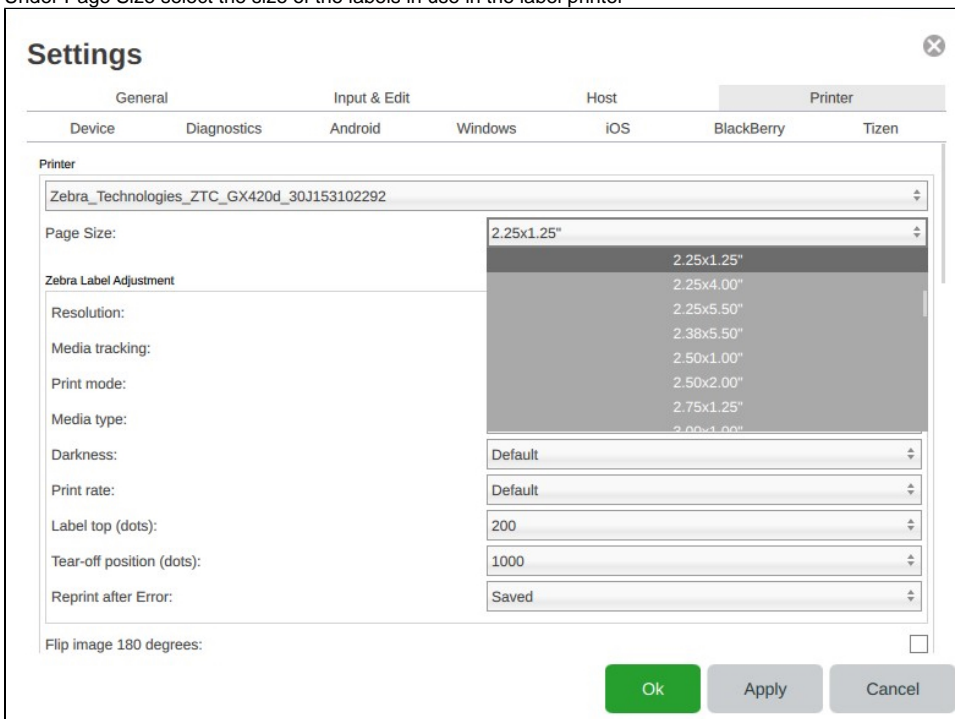 Under Page Size select the size of the labels in use in the label printer
Settings
General Input & Edit Host Printer
Device Diagnostics Android Windows iOS BlackBerry Tizen
Printer
Zebra_Technologies_ZTC_GX420d_30J153102292
Page Size: 2.25x1.25"
2.25x1.25"
Zebra Label Adjustment
2.25x4.00"
Resolution:
2.25x5.50"
2.38x5.50"
Media tracking:
2.50x1.00"
Print mode:
2.50x2.00"
2.75x1.25"
Media type:
3.00x1.00"
Darkness: Default
Print rate: Default
Label top (dots): 200
Tear-off position (dots): 1000
Reprint after Error: Saved
Flip image 180 degrees:
Ok Apply Cancel